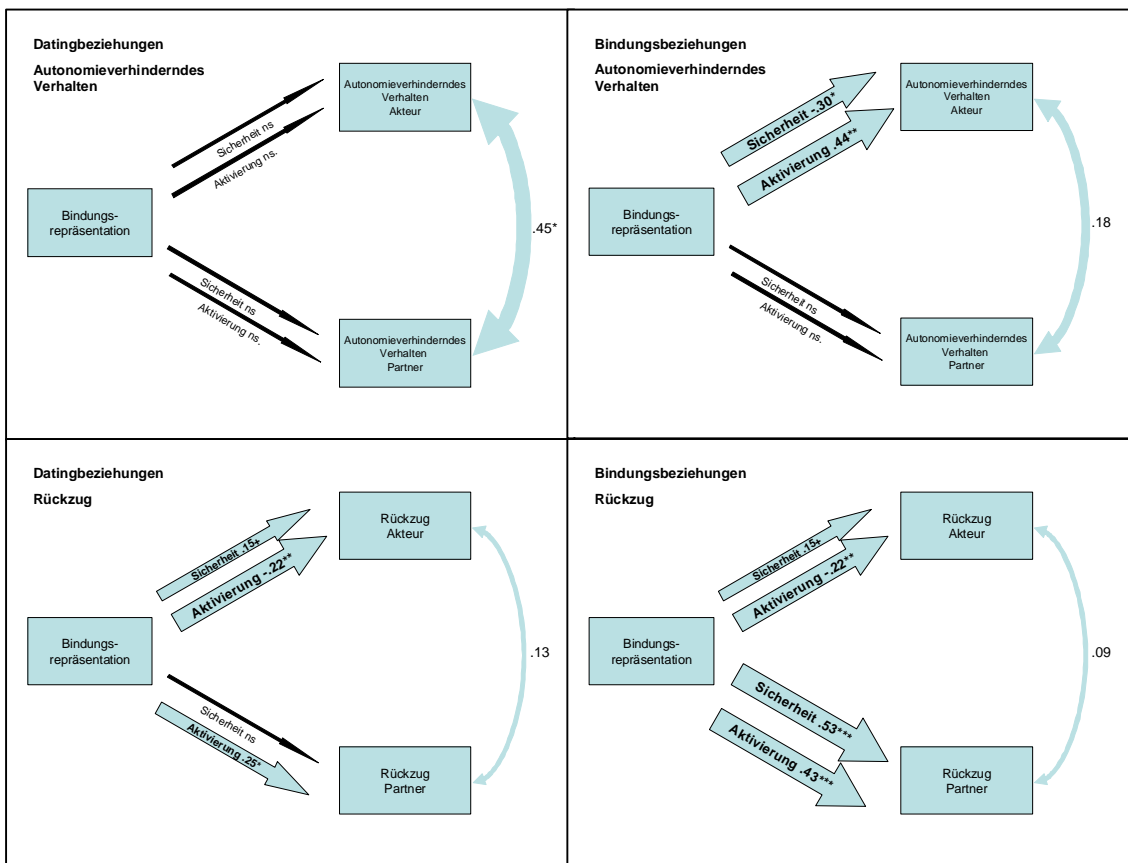 Datingbeziehungen
Autonomieverhinderndes
Verhalten
Autonomieverhinderndes
Verhalten
Akteur
Sicherheit ns
Aktivierung ns.
Bindungs-
repräsentation
.45*
Sicherheit ns
Aktivierung ns.
Autonomieverhinderndes
Verhalten
Partner
Bindungsbeziehungen
Autonomieverhinderndes
Verhalten
Autonomieverhinderndes
Verhalten
Akteur
Sicherheit -.30*
Aktivierung .44**
Bindungs-
repräsentation
.18
Sicherheit ns
Aktivierung ns.
Autonomieverhinderndes
Verhalten
Partner
Datingbeziehungen
Rückzug
Rückzug
Akteur
Sicherheit .15+
Aktivierung -.22**
Bindungs-
repräsentation
.13
Sicherheit ns
Aktivierung .25*
Rückzug
Partner
Bindungsbeziehungen
Rückzug
Rückzug
Akteur
Sicherheit .15+
Aktivierung -.22**
Bindungs-
repräsentation
.09
Sicherheit .53***
Aktivierung .43***
Rückzug
Partner